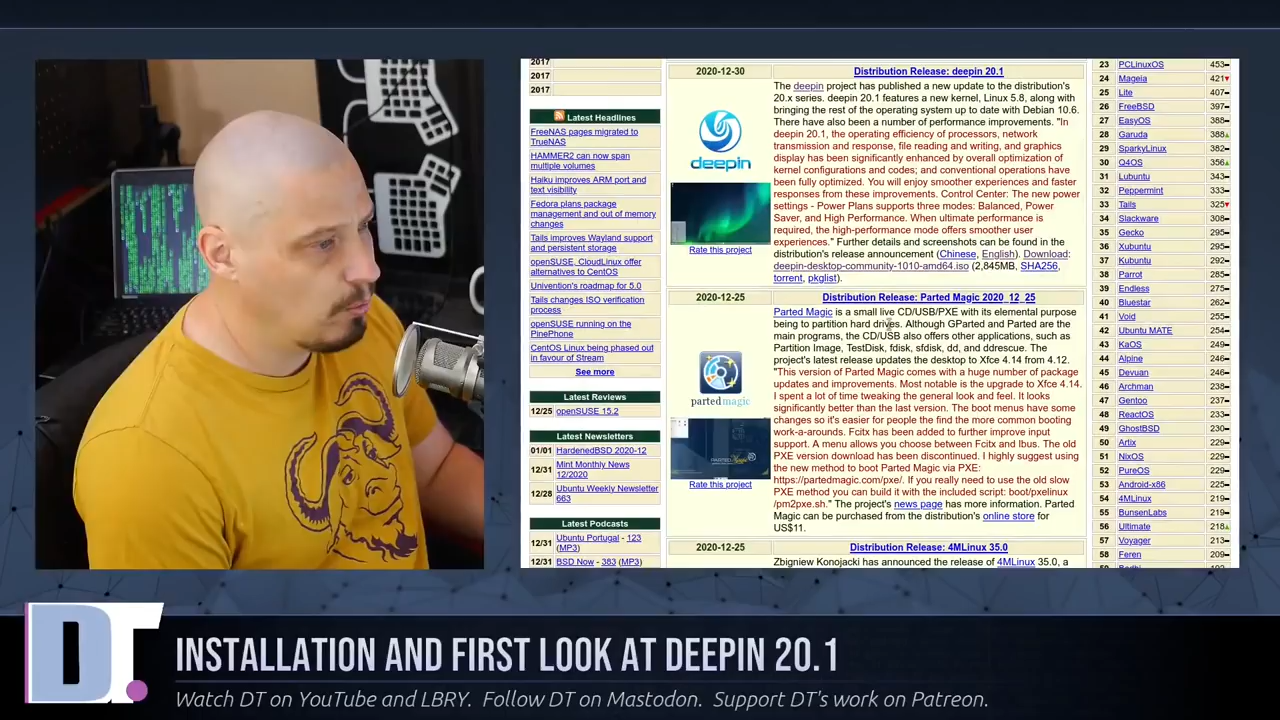 2017
2017
2017
Latest Headlines
FreeNAS pages migrated to
TrueNAS
HAMMER2 can now span
multiple volumes
Haiku improves ARM port and
text visibility
Fedora plans package
management and out of memory
changes
Tails improves Wayland support
and persistent storage
openSUSE, CloudLinux offer
alternatives to CentOS
Univention's roadmap for 5.0
Tails changes ISO verification
process
openSUSE running on the
PinePhone
CentOS Linux being phased out
in favour of Stream
See more
Latest Reviews
12/25 openSUSE 15.2
Latest Newsletters
01/01 HardenedBSD 2020-12
12/31 Mint Monthly News
12/2020
12/28 Ubuntu Weekly Newsletter
663
Latest Podcasts
12/31 Ubuntu Portugal - 123
(MP3)
12/31 BSD Now - 383 (MP3)
2020-12-30 Distribution Release: deepin 20.1
deepin
Rate this project
The deepin project has published a new update to the distribution's
20.x series. deepin 20.1 features a new kernel, Linux 5.8, along with
bringing the rest of the operating system up to date with Debian 10.6.
There have also been a number of performance improvements. "In
deepin 20.1, the operating efficiency of processors, network
transmission and response, file reading and writing, and graphics
display has been significantly enhanced by overall optimization of
kernel configurations and codes; and conventional operations have
been fully optimized. You will enjoy smoother experiences and faster
responses from these improvements. Control Center: The new power
settings - Power Plans supports three modes: Balanced, Power
Saver, and High Performance. When ultimate performance is
required, the high-performance mode offers smoother user
experiences." Further details and screenshots can be found in the
distribution's release announcement (Chinese, English). Download:
deepin-desktop-community-1010-amd64.iso (2,845MB, SHA256,
torrent, pkglist).
2020-12-25 Distribution Release: Parted Magic 2020_12_25
partedmagic
Rate this project
Parted Magic is a small live CD/USB/PXE with its elemental purpose
being to partition hard drives. Although GParted and Parted are the
main programs, the CD/USB also offers other applications, such as
Partition Image, TestDisk, fdisk, sfdisk, dd, and ddrescue. The
project's latest release updates the desktop to Xfce 4.14 from 4.12.
"This version of Parted Magic comes with a huge number of package
updates and improvements. Most notable is the upgrade to Xfce 4.14.
I spent a lot of time tweaking the general look and feel. It looks
significantly better than the last version. The boot menus have some
changes so it's easier for people the find the more common booting
work-a-arounds. Fcitx has been added to further improve input
support. A menu allows you choose between Fcitx and Ibus. The old
PXE version download has been discontinued. I highly suggest using
the new method to boot Parted Magic via PXE:
https://partedmagic.com/pxe/. If you really need to use the old slow
PXE method you can build it with the included script: boot/pxelinux
/pm2pxe.sh." The project's news page has more information. Parted
Magic can be purchased from the distribution's online store for
US$11.
2020-12-25 Distribution Release: 4MLinux 35.0
Zbigniew Konojacki has announced the release of 4MLinux 35.0, a
23 PCLinuxOS 453
24 Mageia 421
25 Lite 407
26 FreeBSD 397
27 EasyOS 388
28 Garuda 388
29 SparkyLinux 382
30 Q4OS 356
31 Lubuntu 343
32 Peppermint 333
33 Tails 325
34 Slackware 308
35 Gecko 295
36 Xubuntu 295
37 Kubuntu 292
38 Parrot 285
39 Endless 275
40 Bluestar 262
41 Void 255
42 Ubuntu MATE 254
43 KaOS 249
44 Alpine 246
45 Devuan 246
46 Archman 238
47 Gentoo 237
48 ReactOS 233
49 GhostBSD 230
50 Artix 229
51 NixOS 229
52 PureOS 229
53 Android-x86 225
54 4MLinux 219
55 BunsenLabs 219
56 Ultimate 218
57 Voyager 213
58 Feren 209
DT.
INSTALLATION AND FIRST LOOK AT DEEPIN 20.1
Watch DT on YouTube and LBRY. Follow DT on Mastodon. Support DT's work on Patreon.